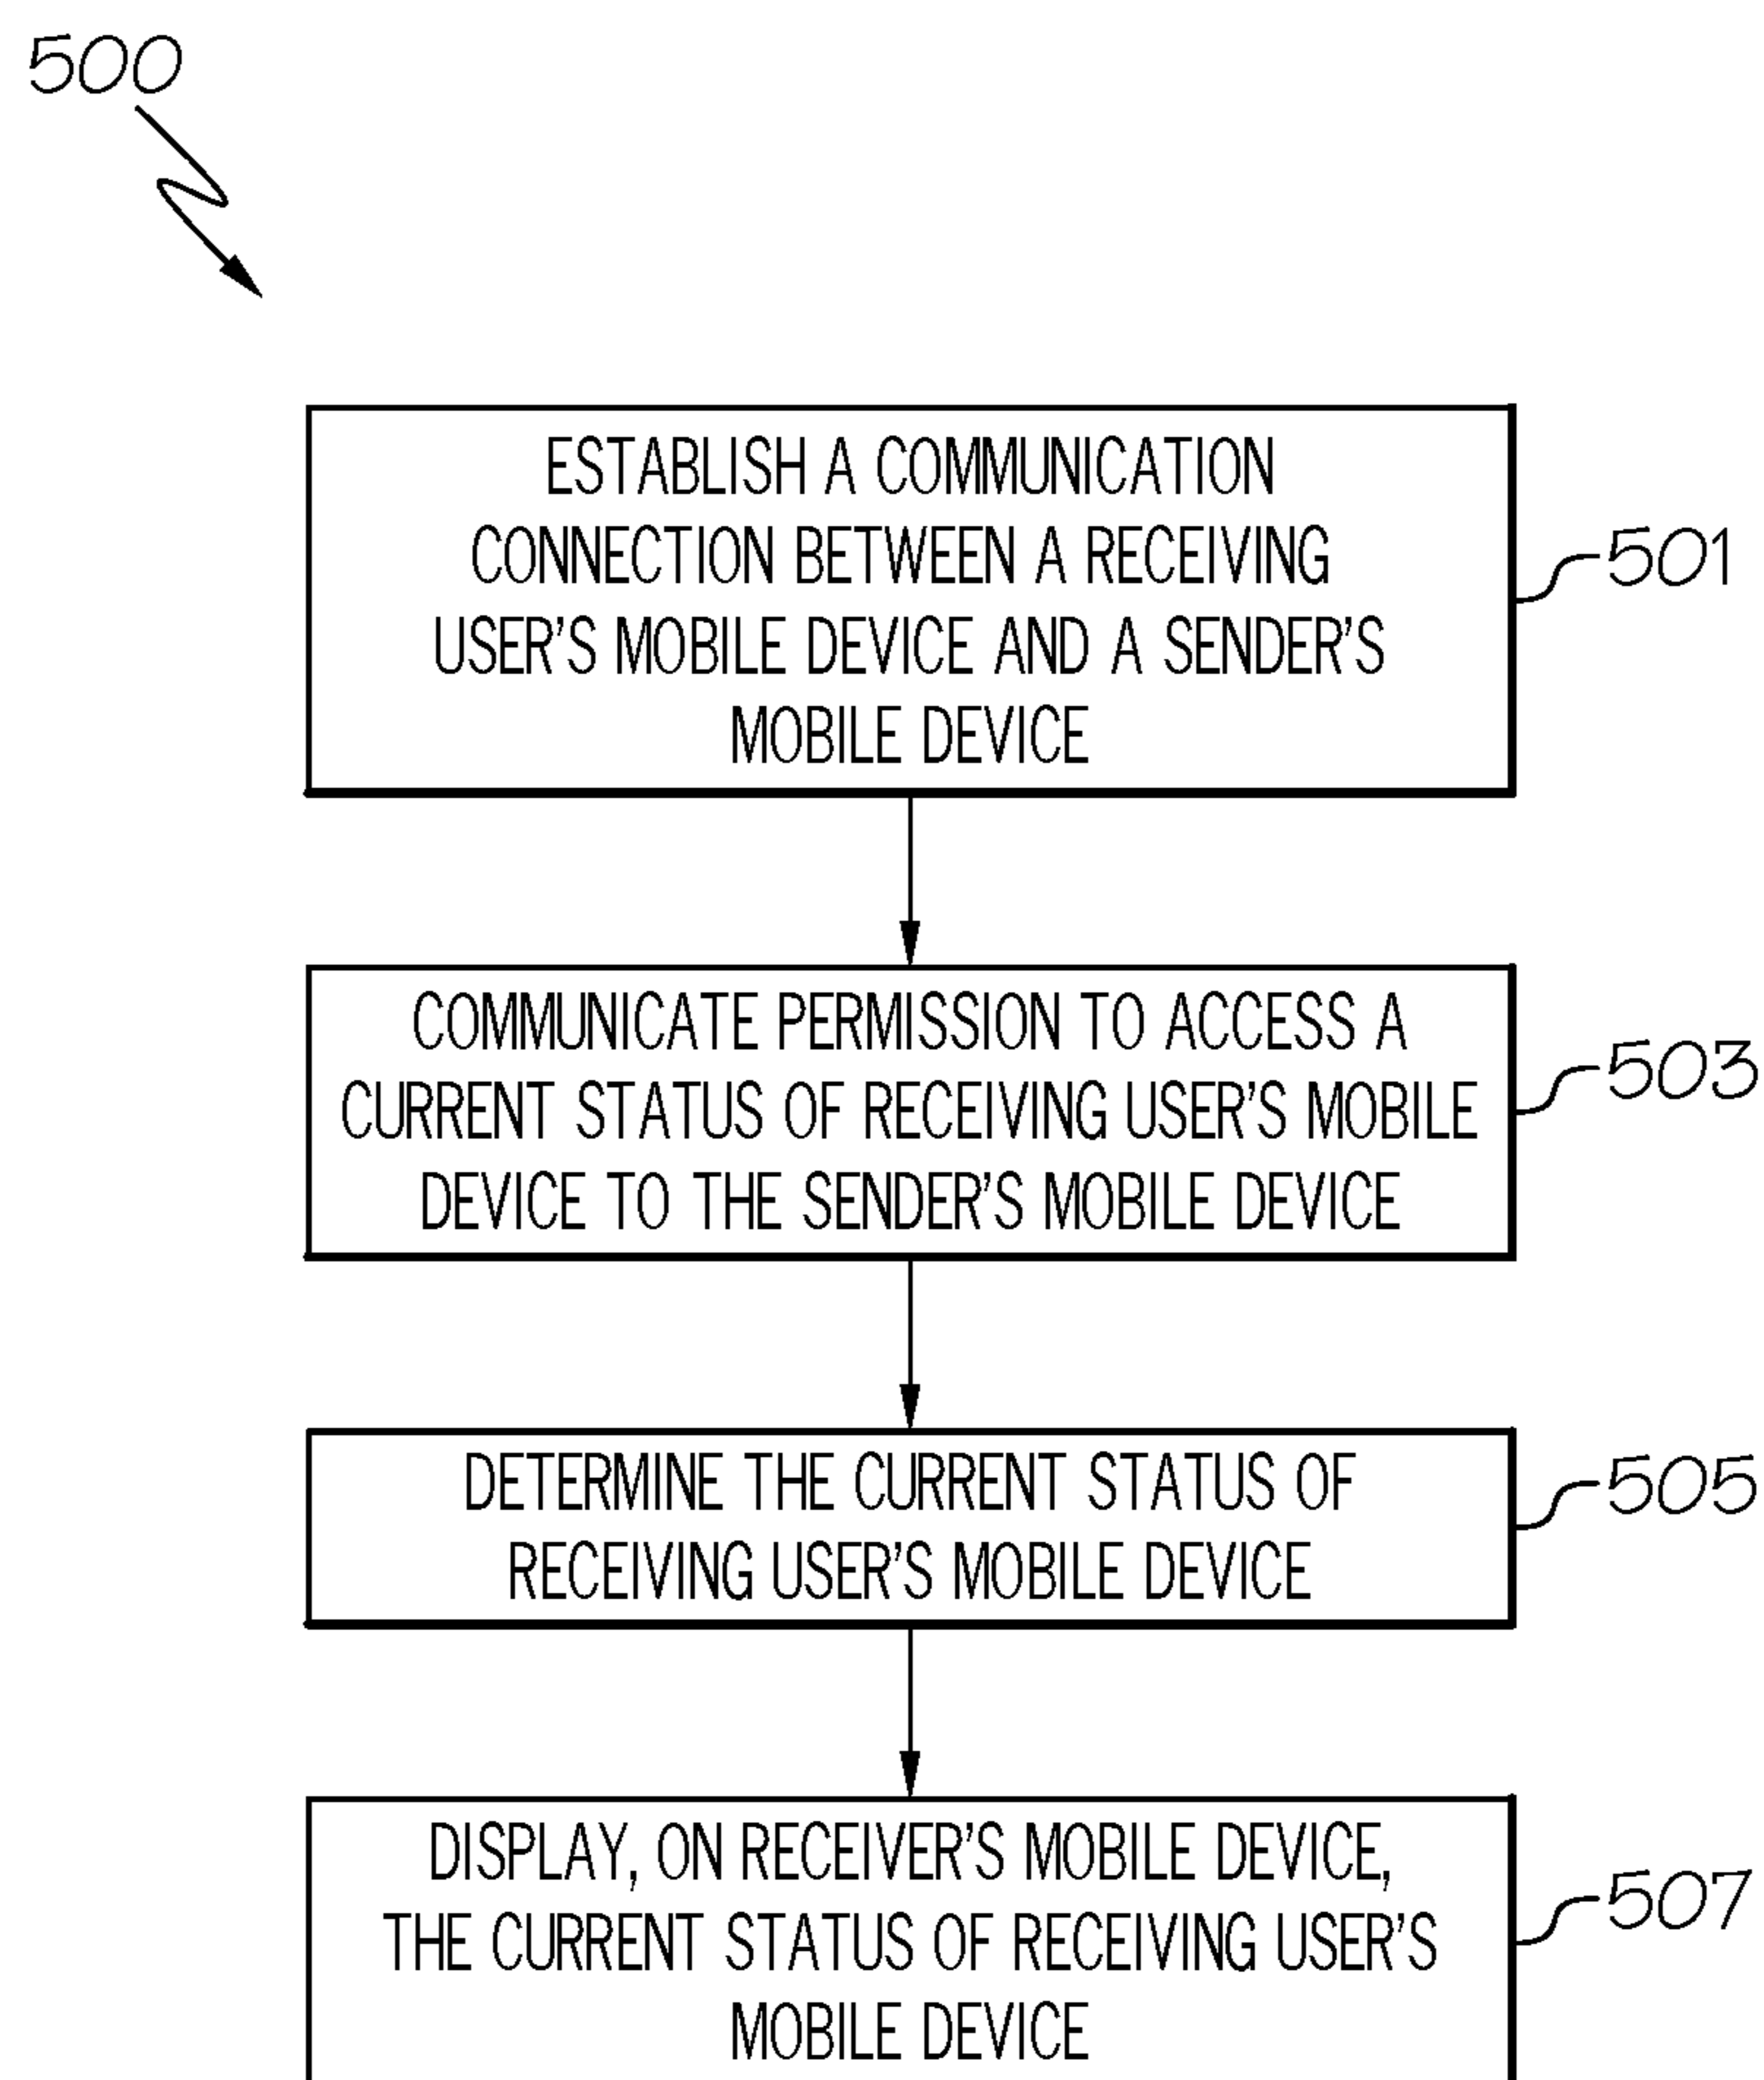 500
ESTABLISH A COMMUNICATION
CONNECTION BETWEEN A RECEIVING
USER'S MOBILE DEVICE AND A SENDER'S
MOBILE DEVICE
501
COMMUNICATE PERMISSION TO ACCESS A
CURRENT STATUS OF RECEIVING USER'S MOBILE
DEVICE TO THE SENDER'S MOBILE DEVICE
503
DETERMINE THE CURRENT STATUS OF
RECEIVING USER'S MOBILE DEVICE
505
DISPLAY, ON RECEIVER'S MOBILE DEVICE,
THE CURRENT STATUS OF RECEIVING USER'S
MOBILE DEVICE
507